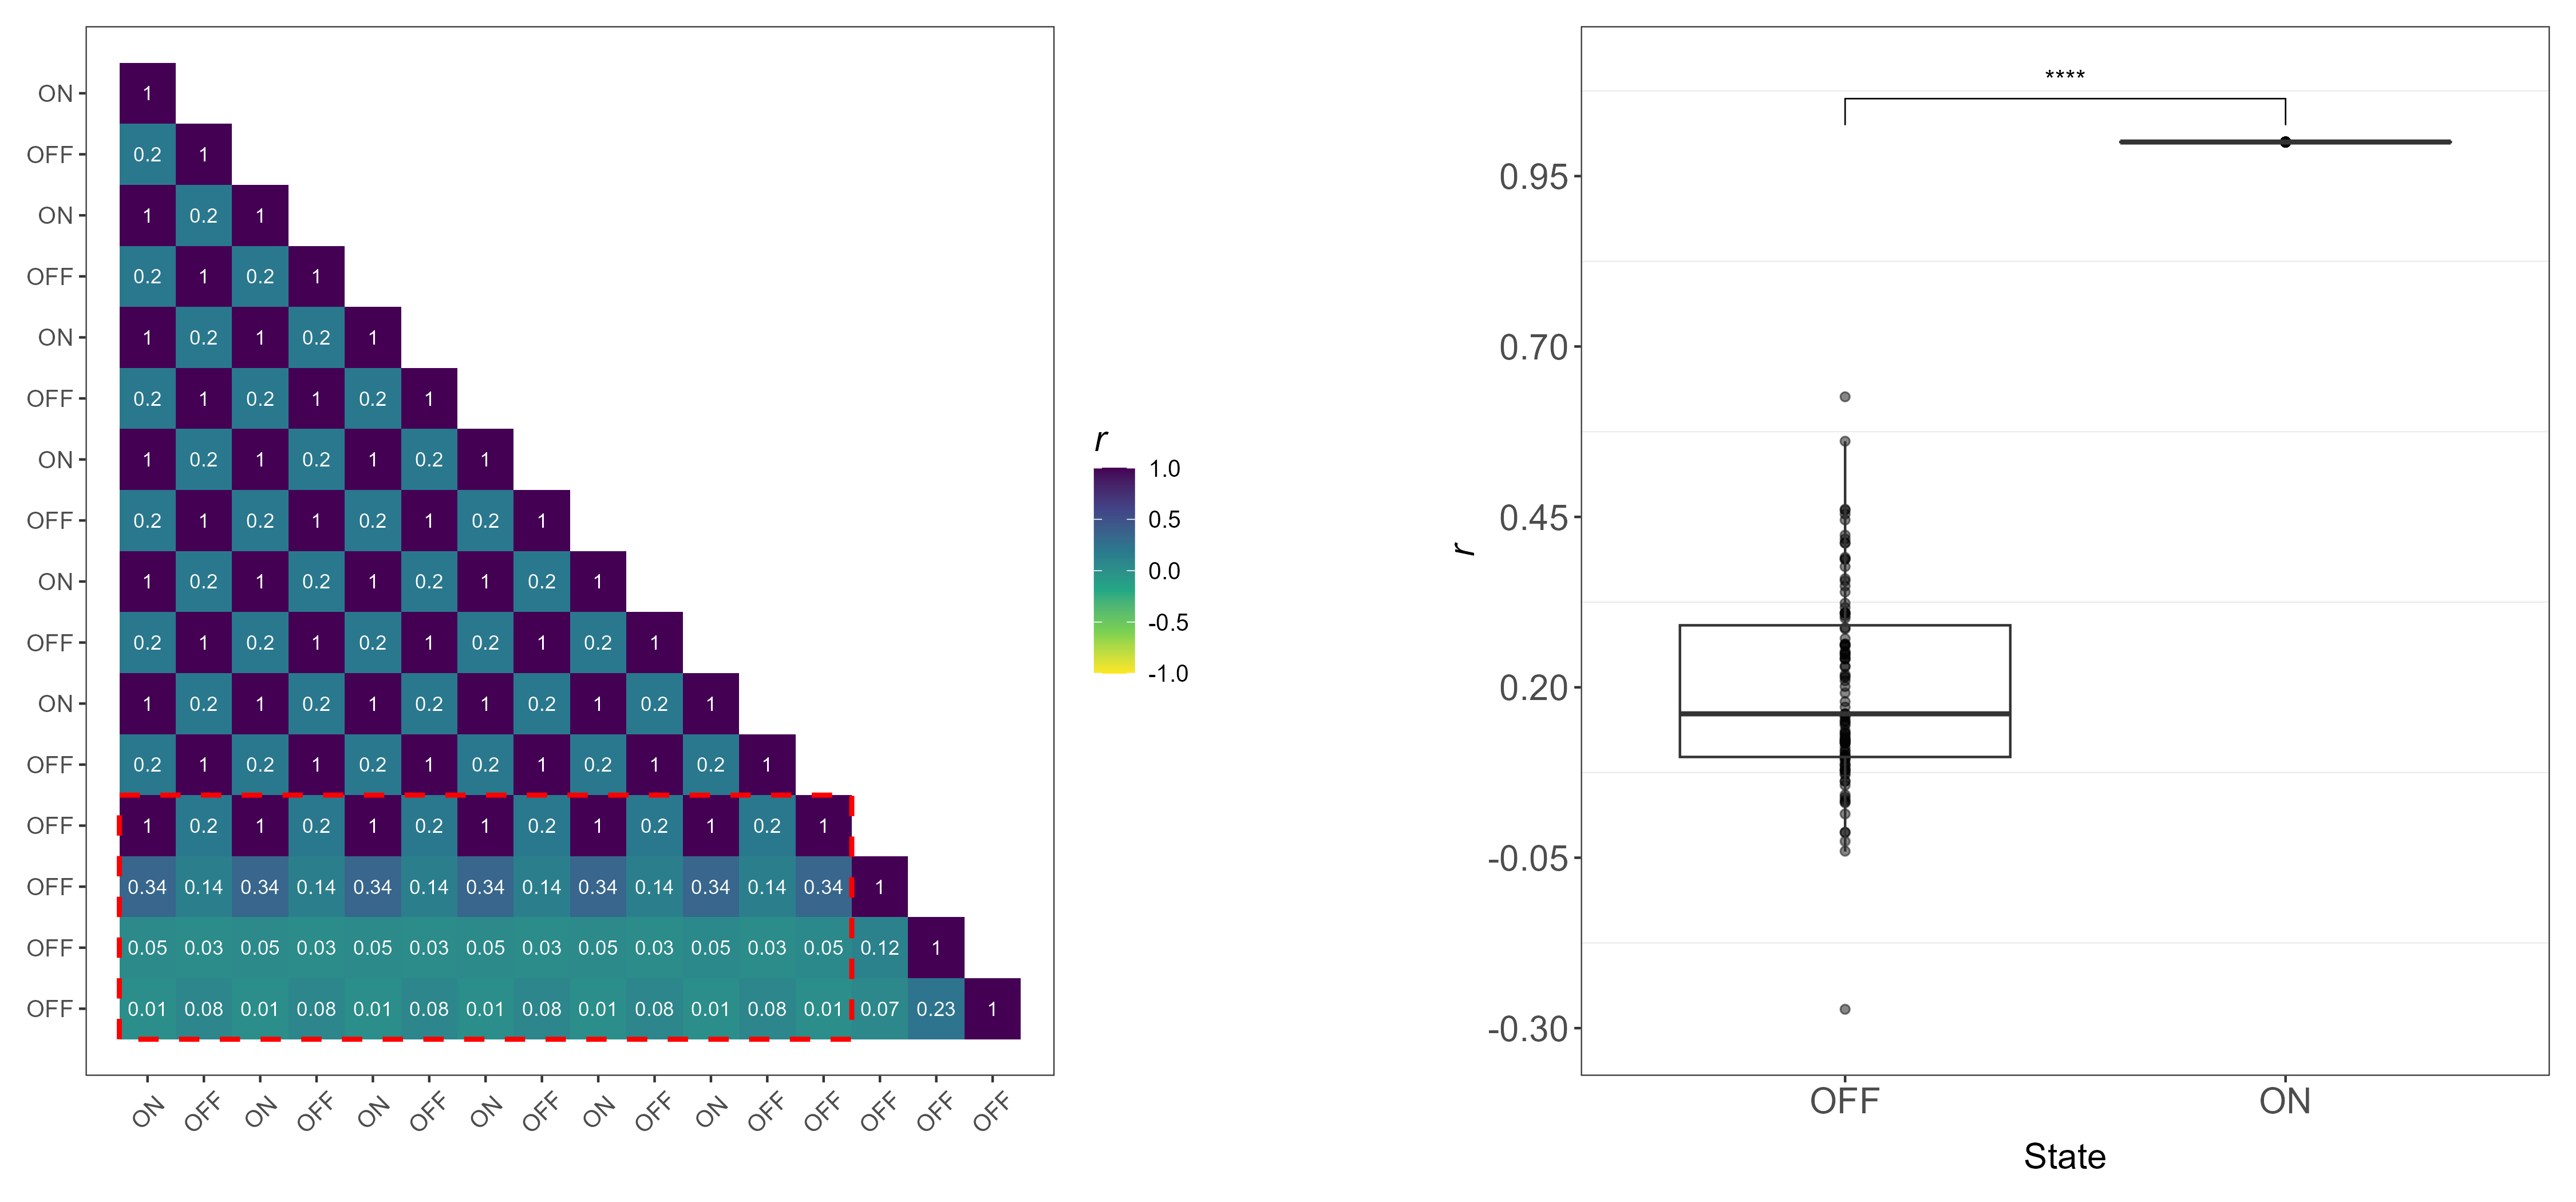 ON 1
OFF 0.2 1
ON 1 0.2 1
OFF 0.2 1 0.2 1
ON 1 0.2 1 0.2 1
OFF 0.2 1 0.2 1 0.2 1
ON 1 0.2 1 0.2 1 0.2 1
OFF 0.2 1 0.2 1 0.2 1 0.2 1
ON 1 0.2 1 0.2 1 0.2 1 0.2 1
OFF 0.2 1 0.2 1 0.2 1 0.2 1 0.2 1
ON 1 0.2 1 0.2 1 0.2 1 0.2 1 0.2 1
OFF 0.2 1 0.2 1 0.2 1 0.2 1 0.2 1 0.2 1
OFF 1 0.2 1 0.2 1 0.2 1 0.2 1 0.2 1 0.2 1
OFF 0.34 0.14 0.34 0.14 0.34 0.14 0.34 0.14 0.34 0.14 0.34 0.14 0.34 1
OFF 0.05 0.03 0.05 0.03 0.05 0.03 0.05 0.03 0.05 0.03 0.05 0.03 0.05 0.12 1
OFF 0.01 0.08 0.01 0.08 0.01 0.08 0.01 0.08 0.01 0.08 0.01 0.08 0.01 0.07 0.23 1
ON OFF ON OFF ON OFF ON OFF ON OFF ON OFF OFF OFF OFF OFF
r
1.0
0.5
0.0
-0.5
-1.0
****
0.95
0.70
0.45
0.20
-0.05
-0.30
r
OFF ON
State